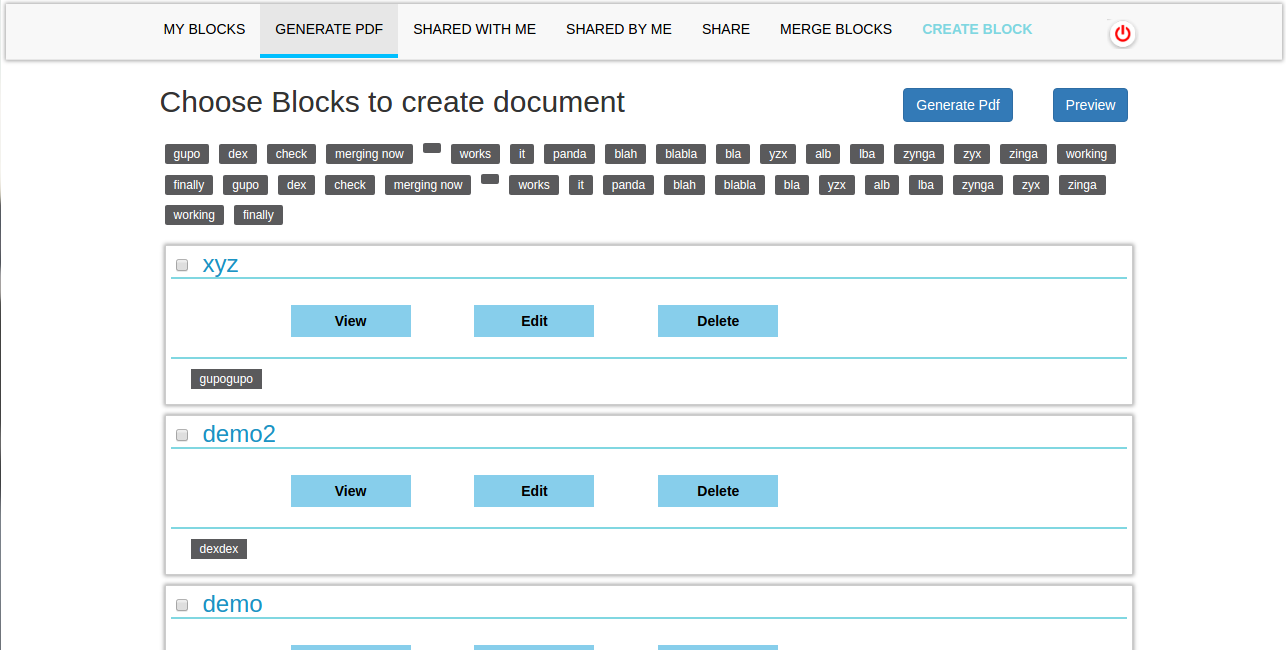 MY BLOCKS GENERATE PDF SHARED WITH ME SHARED BY ME SHARE MERGE BLOCKS CREATE BLOCK
Choose Blocks to create document Generate Pdf Preview
gupo dex check merging now works it panda blah blabla bla yzx alb lba zynga zyx zinga working
finally gupo dex check merging now works it panda blah blabla bla yzx alb lba zynga zyx zinga
working finally
xyz
View Edit Delete
gupogupo
demo2
View Edit Delete
dexdex
demo